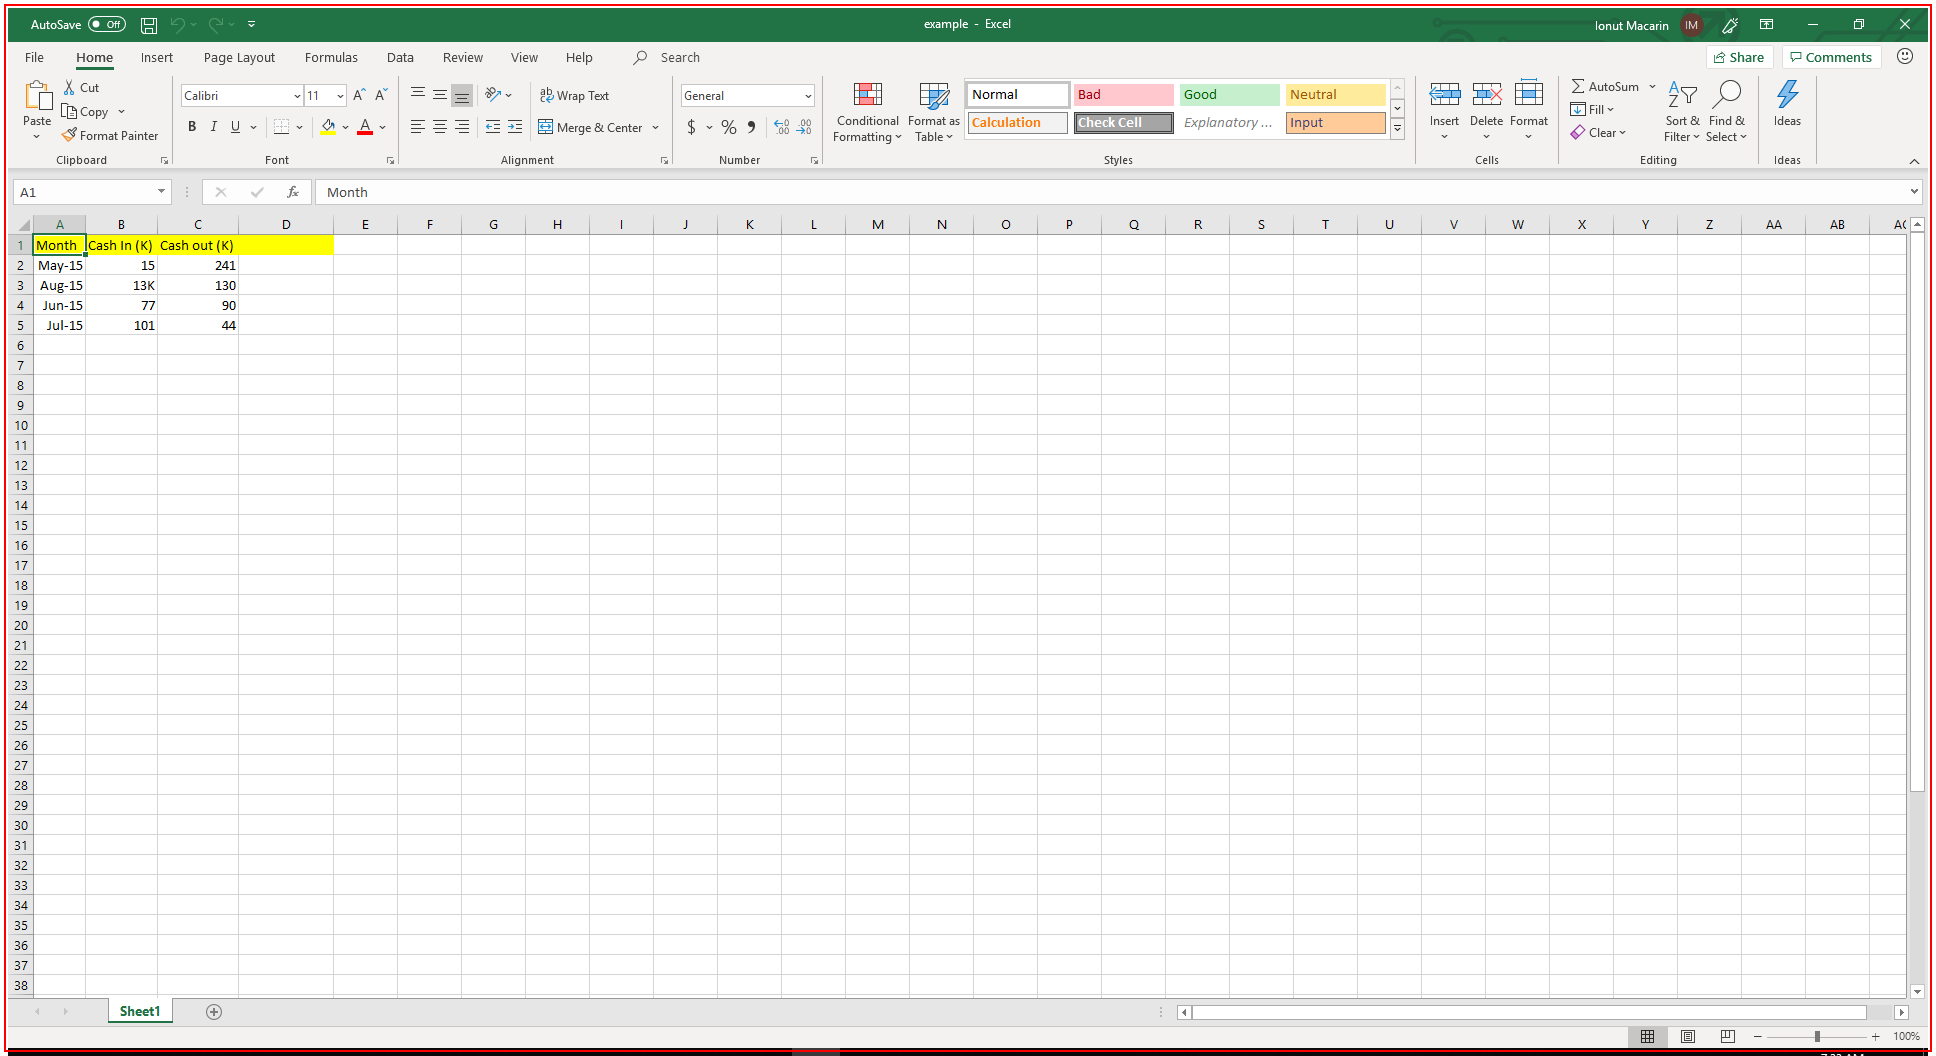 AutoSave Off example - Excel Ionut Macarin IM
File Home Insert Page Layout Formulas Data Review View Help Search Share Comments
Paste Cut Copy Format Painter Clipboard
Calibri 11 B I U Font
Wrap Text Merge & Center Alignment
General $ % Number
Conditional Formatting Format as Table
Normal Bad Good Neutral
Calculation Check Cell Explanatory ... Input
Styles
Insert Delete Format Cells
AutoSum Fill Clear Sort & Filter Find & Select Editing
Ideas Ideas
A1 fx Month
A B C D E F G H I J K L M N O P Q R S T U V W X Y Z AA AB
1 Month Cash In (K) Cash out (K)
2 May-15 15 241
3 Aug-15 13K 130
4 Jun-15 77 90
5 Jul-15 101 44
6
7
8
9
10
11
12
13
14
15
16
17
18
19
20
21
22
23
24
25
26
27
28
29
30
31
32
33
34
35
36
37
38
Sheet1
100%